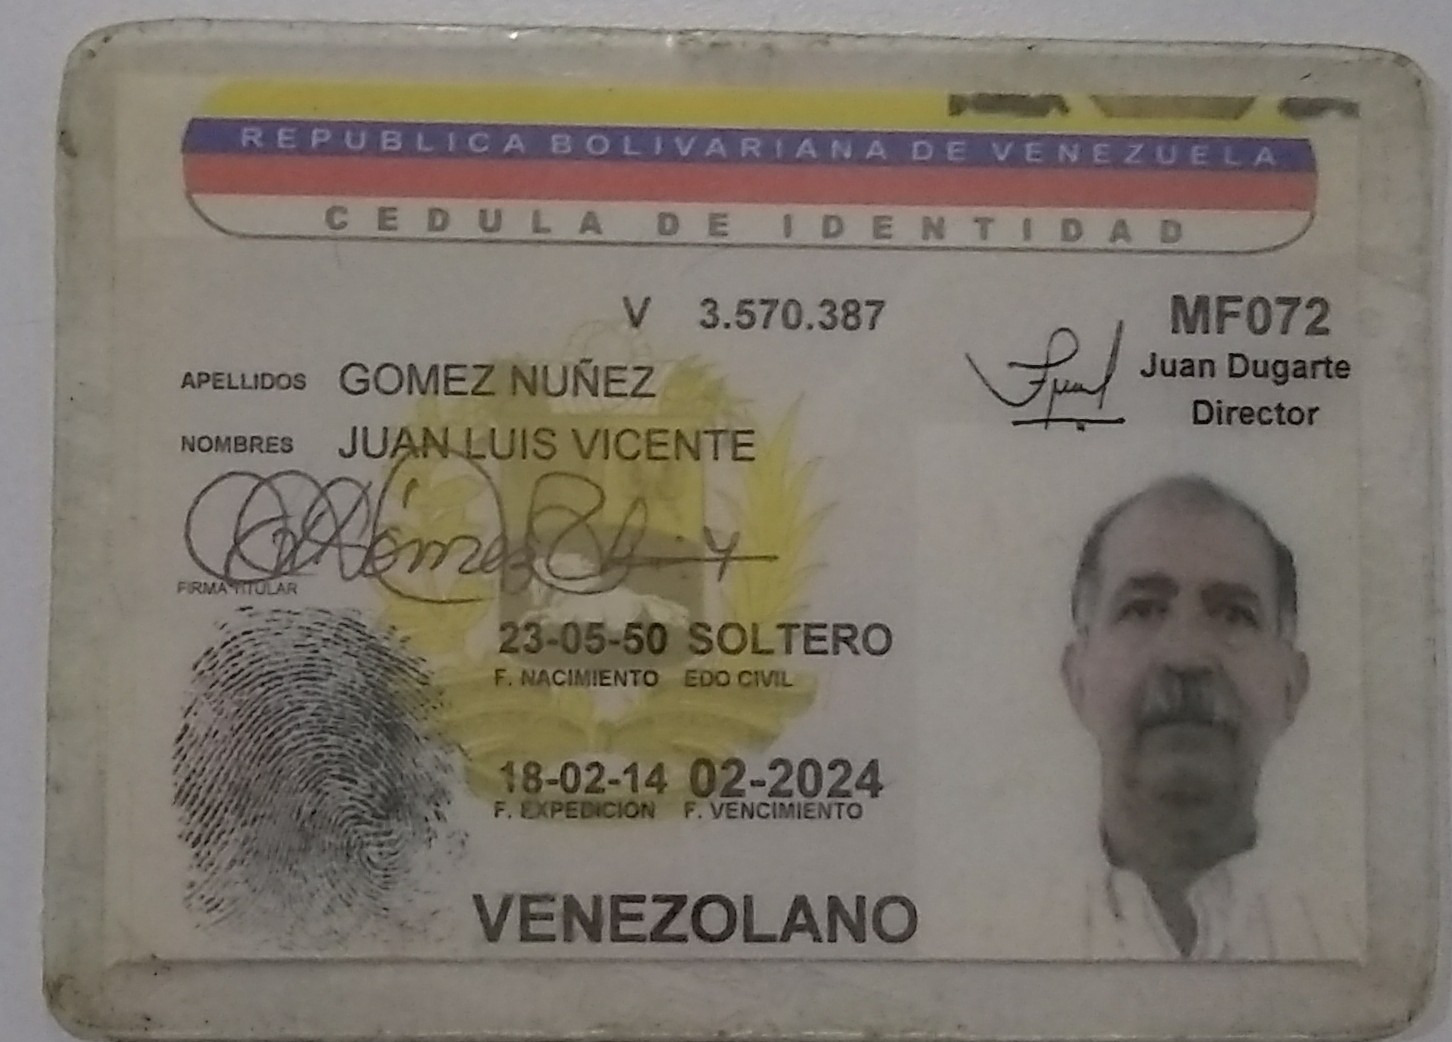 REPUBLICA BOLIVARIANA DE VENEZUELA
CEDULA DE IDENTIDAD
V 3.570.387
MF072
Juan Dugarte
Director
APELLIDOS GOMEZ NUÑEZ
NOMBRES JUAN LUIS VICENTE
FIRMA TITULAR
23-05-50 SOLTERO
F. NACIMIENTO EDO CIVIL
18-02-14 02-2024
F. EXPEDICION F. VENCIMIENTO
VENEZOLANO